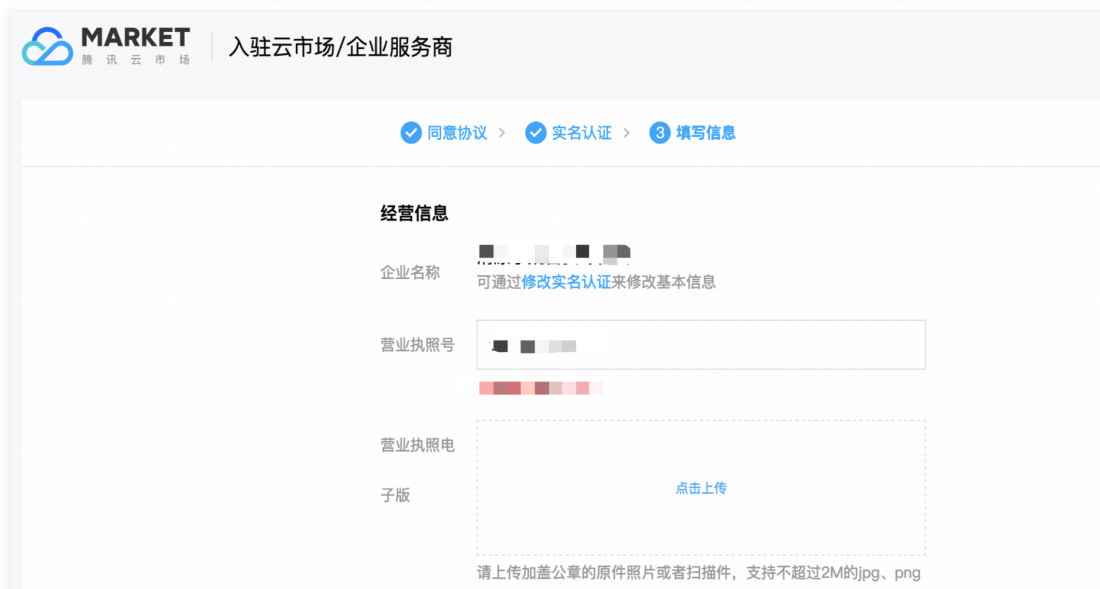 MARKET
腾讯云市场
入驻云市场/企业服务商
同意协议 > 实名认证 > 3 填写信息
经营信息
企业名称
可通过修改实名认证来修改基本信息
营业执照号
营业执照电
子版
点击上传
请上传加盖公章的原件照片或者扫描件，支持不超过2M的jpg、png